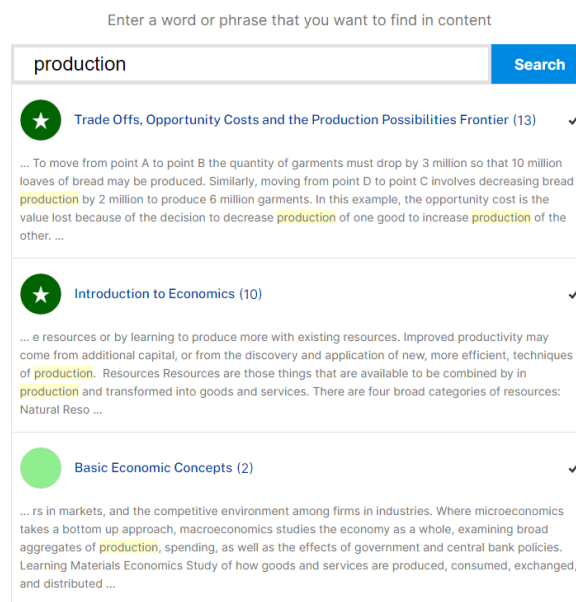 Enter a word or phrase that you want to find in content
production
Search
Trade Offs, Opportunity Costs and the Production Possibilities Frontier (13)
... To move from point A to point B the quantity of garments must drop by 3 million so that 10 million
loaves of bread may be produced. Similarly, moving from point D to point C involves decreasing bread
production by 2 million to produce 6 million garments. In this example, the opportunity cost is the
value lost because of the decision to decrease production of one good to increase production of the
other. ...
Introduction to Economics (10)
... e resources or by learning to produce more with existing resources. Improved productivity may
come from additional capital, or from the discovery and application of new, more efficient, techniques
of production.  Resources Resources are those things that are available to be combined by in
production and transformed into goods and services. There are four broad categories of resources:
Natural Reso ...
Basic Economic Concepts (2)
... rs in markets, and the competitive environment among firms in industries. Where microeconomics
takes a bottom up approach, macroeconomics studies the economy as a whole, examining broad
aggregates of production, spending, as well as the effects of government and central bank policies.
Learning Materials Economics Study of how goods and services are produced, consumed, exchanged,
and distributed ...